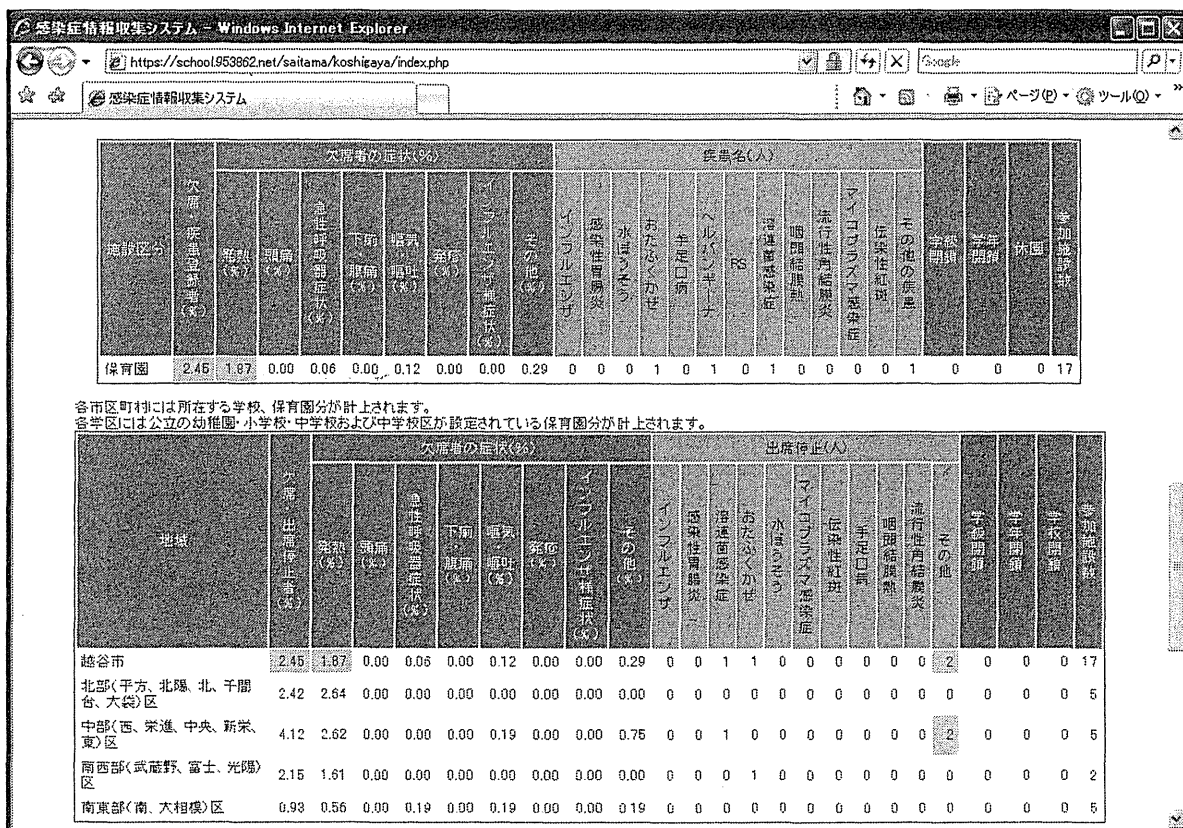 感染症情報収集システム - Windows Internet Explorer
https://school.953862.net/saitama/koshigaya/index.php
Google
感染症情報収集システム
ページ(P)
ツール(O)
施設区分
欠席・疾患登録者(%)
欠席者の症状(%)
発熱(%)
頭痛(%)
急性呼吸器症状(%)
下痢・腹痛(%)
嘔気・嘔吐(%)
発疹(%)
インフルエンザ様症状(%)
その他(%)
疾患名(人)
インフルエンザ
感染性胃腸炎
水ぼうそう
おたふくかぜ
手足口病
ヘルパンギーナ
RS
溶連菌感染症
咽頭結膜熱
流行性角結膜炎
マイコプラズマ感染症
伝染性紅斑
その他の疾患
学級閉鎖
学年閉鎖
休園
参加施設数
保育園 2.45 1.87 0.00 0.06 0.00 0.12 0.00 0.00 0.29 0 0 0 1 0 1 0 1 0 0 0 0 1 0 0 0 17
各市区町村には所在する学校、保育園分が計上されます。
各学区には公立の幼稚園・小学校・中学校および中学校区が設定されている保育園分が計上されます。
地域
欠席・出席停止者(%)
欠席者の症状(%)
発熱(%)
頭痛(%)
急性呼吸器症状(%)
下痢・腹痛(%)
嘔気・嘔吐(%)
発疹(%)
インフルエンザ様症状(%)
その他(%)
出席停止(人)
インフルエンザ
感染性胃腸炎
溶連菌感染症
おたふくかぜ
水ぼうそう
マイコプラズマ感染症
伝染性紅斑
手足口病
咽頭結膜熱
流行性角結膜炎
その他
学級閉鎖
学年閉鎖
学校閉鎖
参加施設数
越谷市 2.45 1.87 0.00 0.06 0.00 0.12 0.00 0.00 0.29 0 0 1 1 0 0 0 0 0 0 2 0 0 0 17
北部(平方、北陽、北、千間
台、大袋)区 2.42 2.64 0.00 0.00 0.00 0.00 0.00 0.00 0.00 0 0 0 0 0 0 0 0 0 0 0 0 0 0 5
中部(西、栄進、中央、新栄、
東)区 4.12 2.62 0.00 0.00 0.00 0.19 0.00 0.00 0.75 0 0 1 0 0 0 0 0 0 0 2 0 0 0 5
南西部(武蔵野、富士、光陽)
区 2.15 1.61 0.00 0.00 0.00 0.00 0.00 0.00 0.00 0 0 0 1 0 0 0 0 0 0 0 0 0 0 2
南東部(南、大相模)区 0.93 0.56 0.00 0.19 0.00 0.19 0.00 0.00 0.19 0 0 0 0 0 0 0 0 0 0 0 0 0 0 5